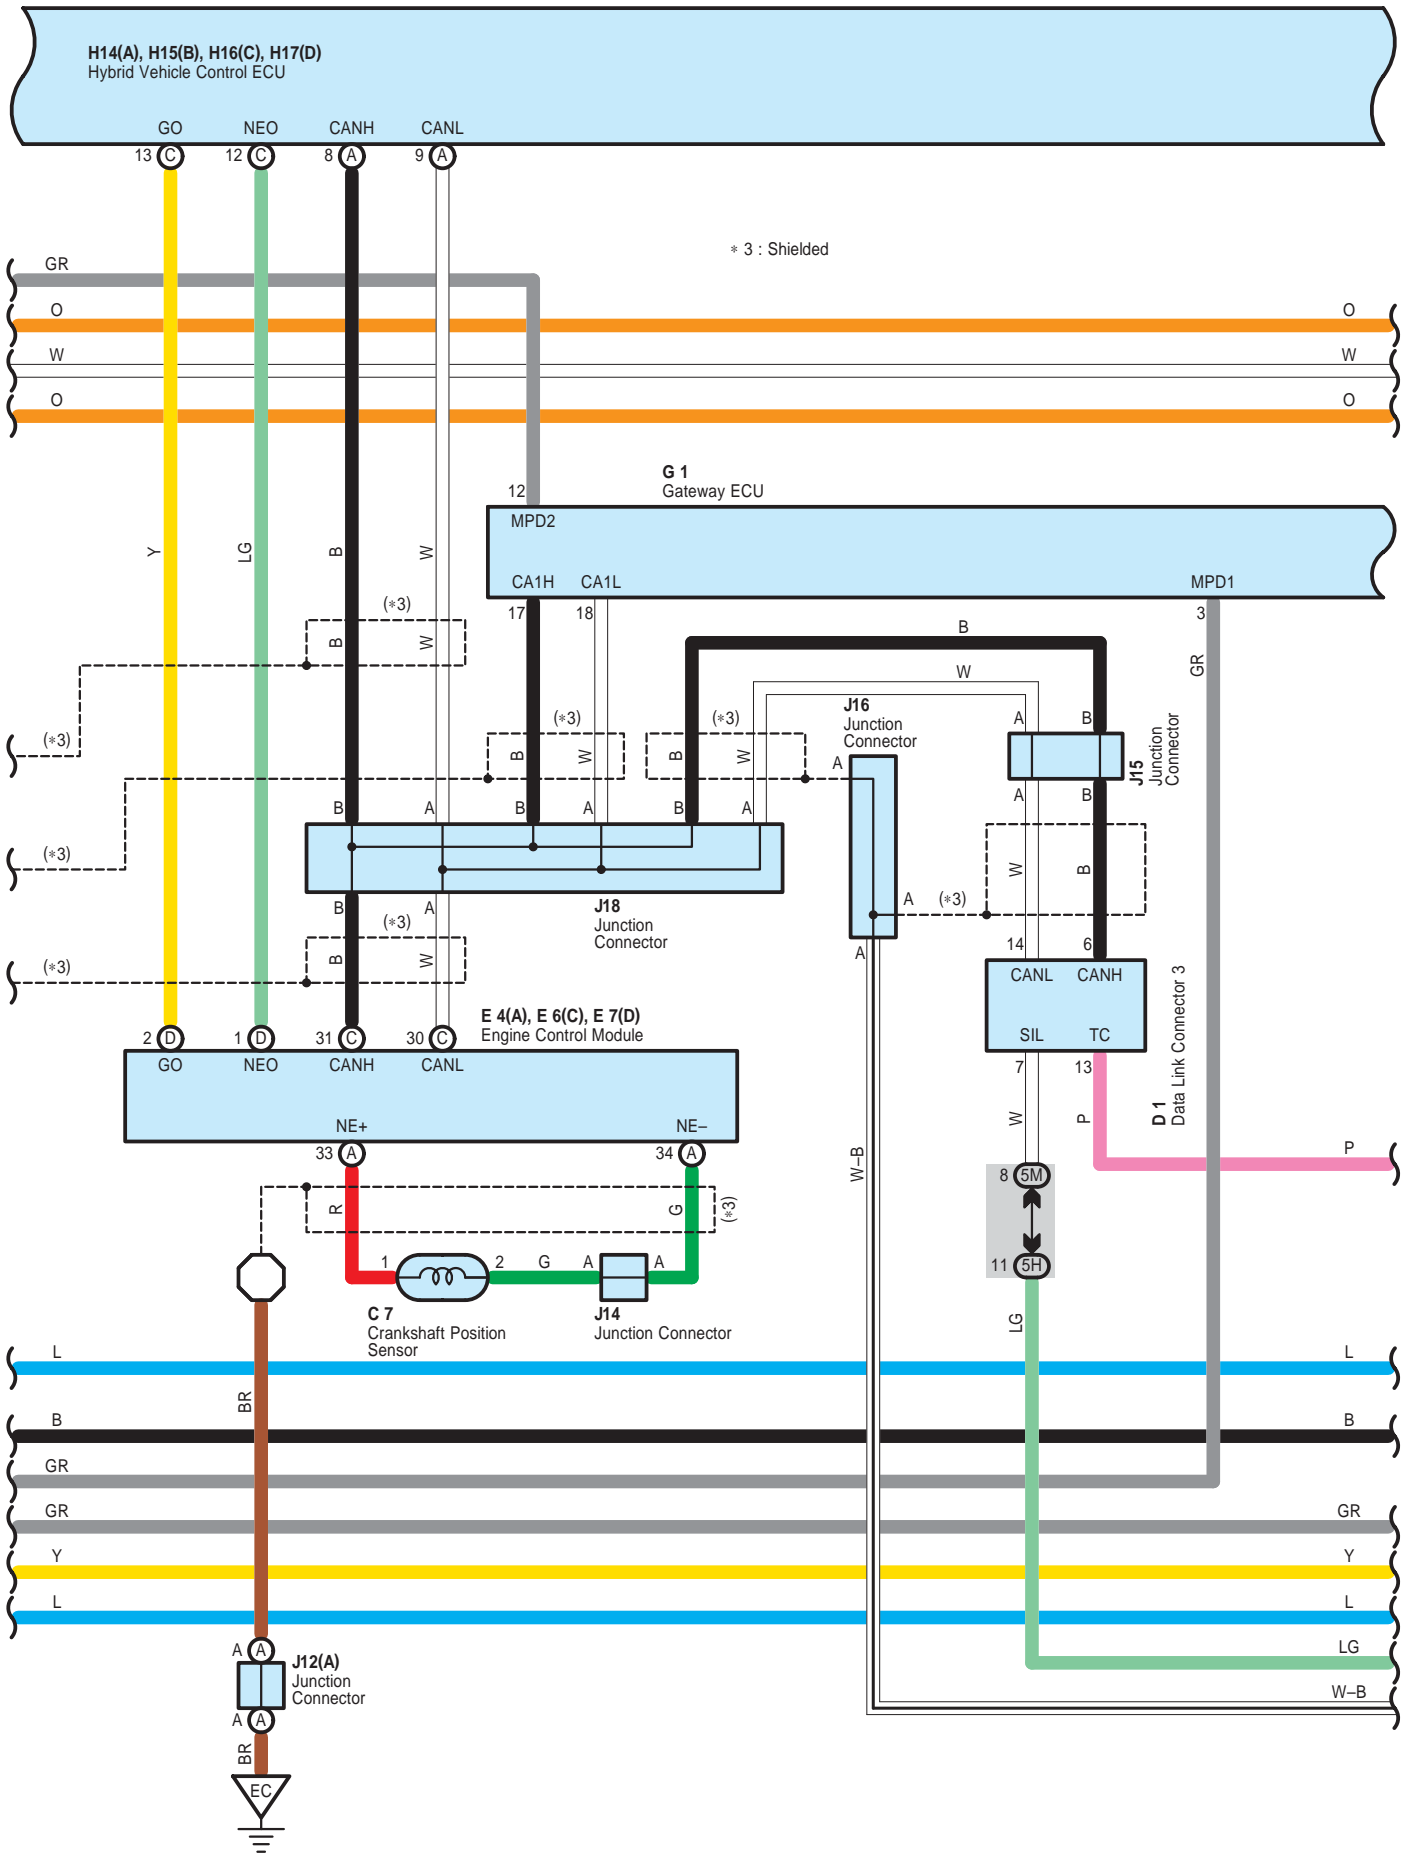 H14(A), H15(B), H16(C), H17(D)
Hybrid Vehicle Control ECU
GO NEO CANH CANL
13 C 12 C 8 A 9 A
* 3 : Shielded
GR
O O
W W
O O
G 1
Gateway ECU
12
MPD2
Y LG B W
CA1H CA1L MPD1
17 18 3
(*3)
B W
B
GR
W
J16
Junction
Connector
A B
J15
Junction
Connector
(*3)
(*3) (*3)
B W B W
A
A B
B A B A B A
(*3)
W B
J18
Junction
Connector
A (*3)
B A
(*3)
B W
(*3)
A
14 6
CANL CANH
SIL TC
7 13
D 1
Data Link Connector 3
E 4(A), E 6(C), E 7(D)
Engine Control Module
2 D 1 D 31 C 30 C
GO NEO CANH CANL
NE+ NE–
33 A 34 A
W P
P
W–B
8 5M
11 5H
R G (*3)
1 2 G A A
C 7
Crankshaft Position
Sensor
J14
Junction Connector
LG
L L
BR
B B
GR
GR GR
Y Y
L L
LG
W–B
A A
J12(A)
Junction
Connector
A A
BR
EC